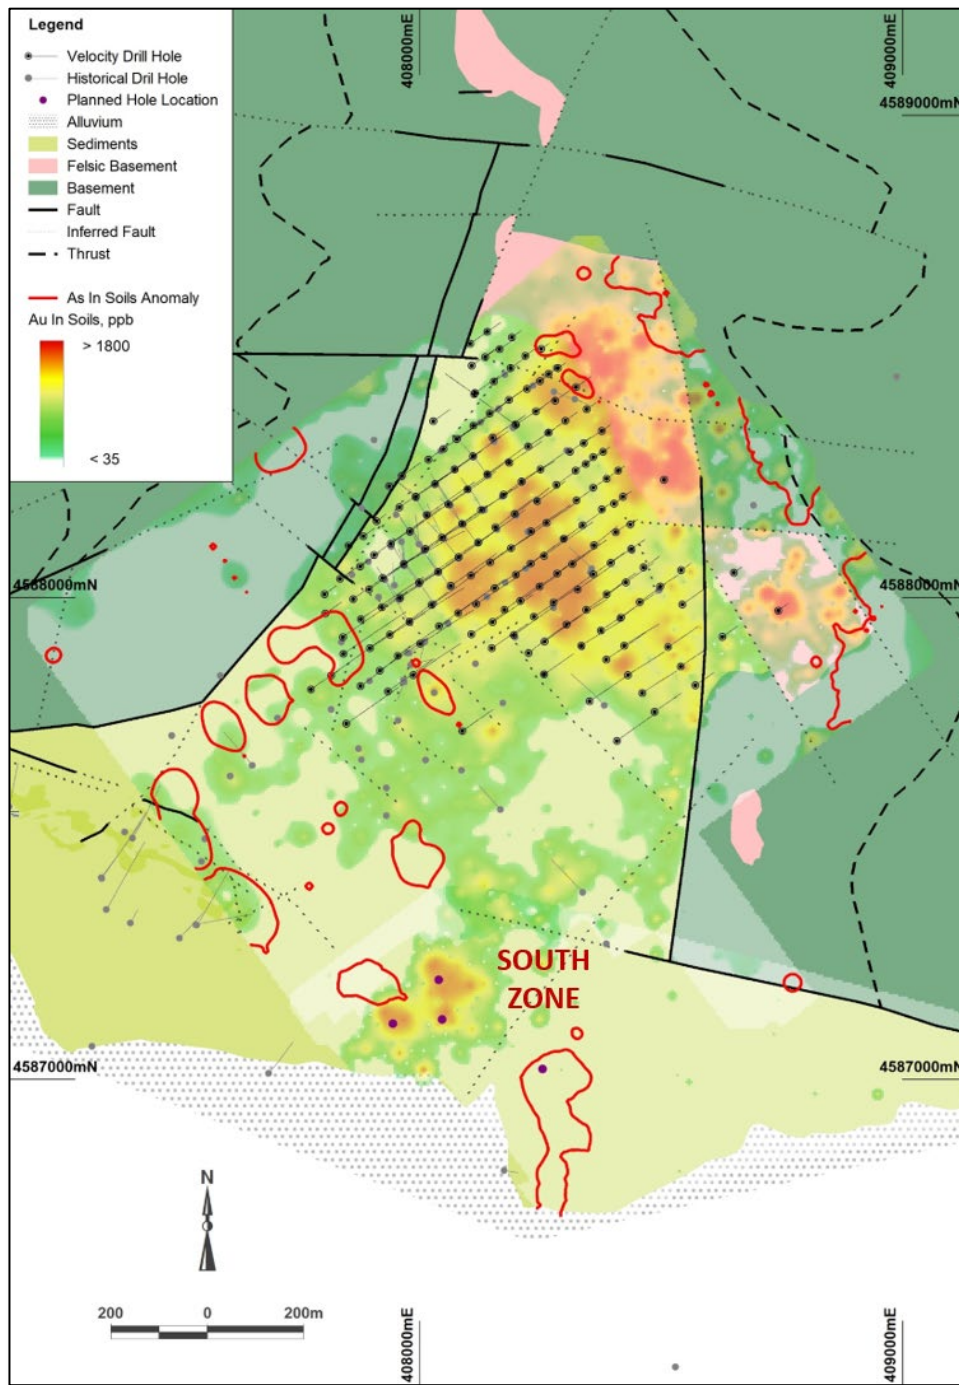 Legend
Velocity Drill Hole
Historical Dril Hole
Planned Hole Location
Alluvium
Sediments
Felsic Basement
Basement
Fault
Inferred Fault
Thrust
As In Soils Anomaly
Au In Soils, ppb
> 1800
< 35
408000mE
409000mE
4589000mN
4588000mN
4588000mN
SOUTH
ZONE
4587000mN
4587000mN
N
200 0 200m
408000mE
409000mE